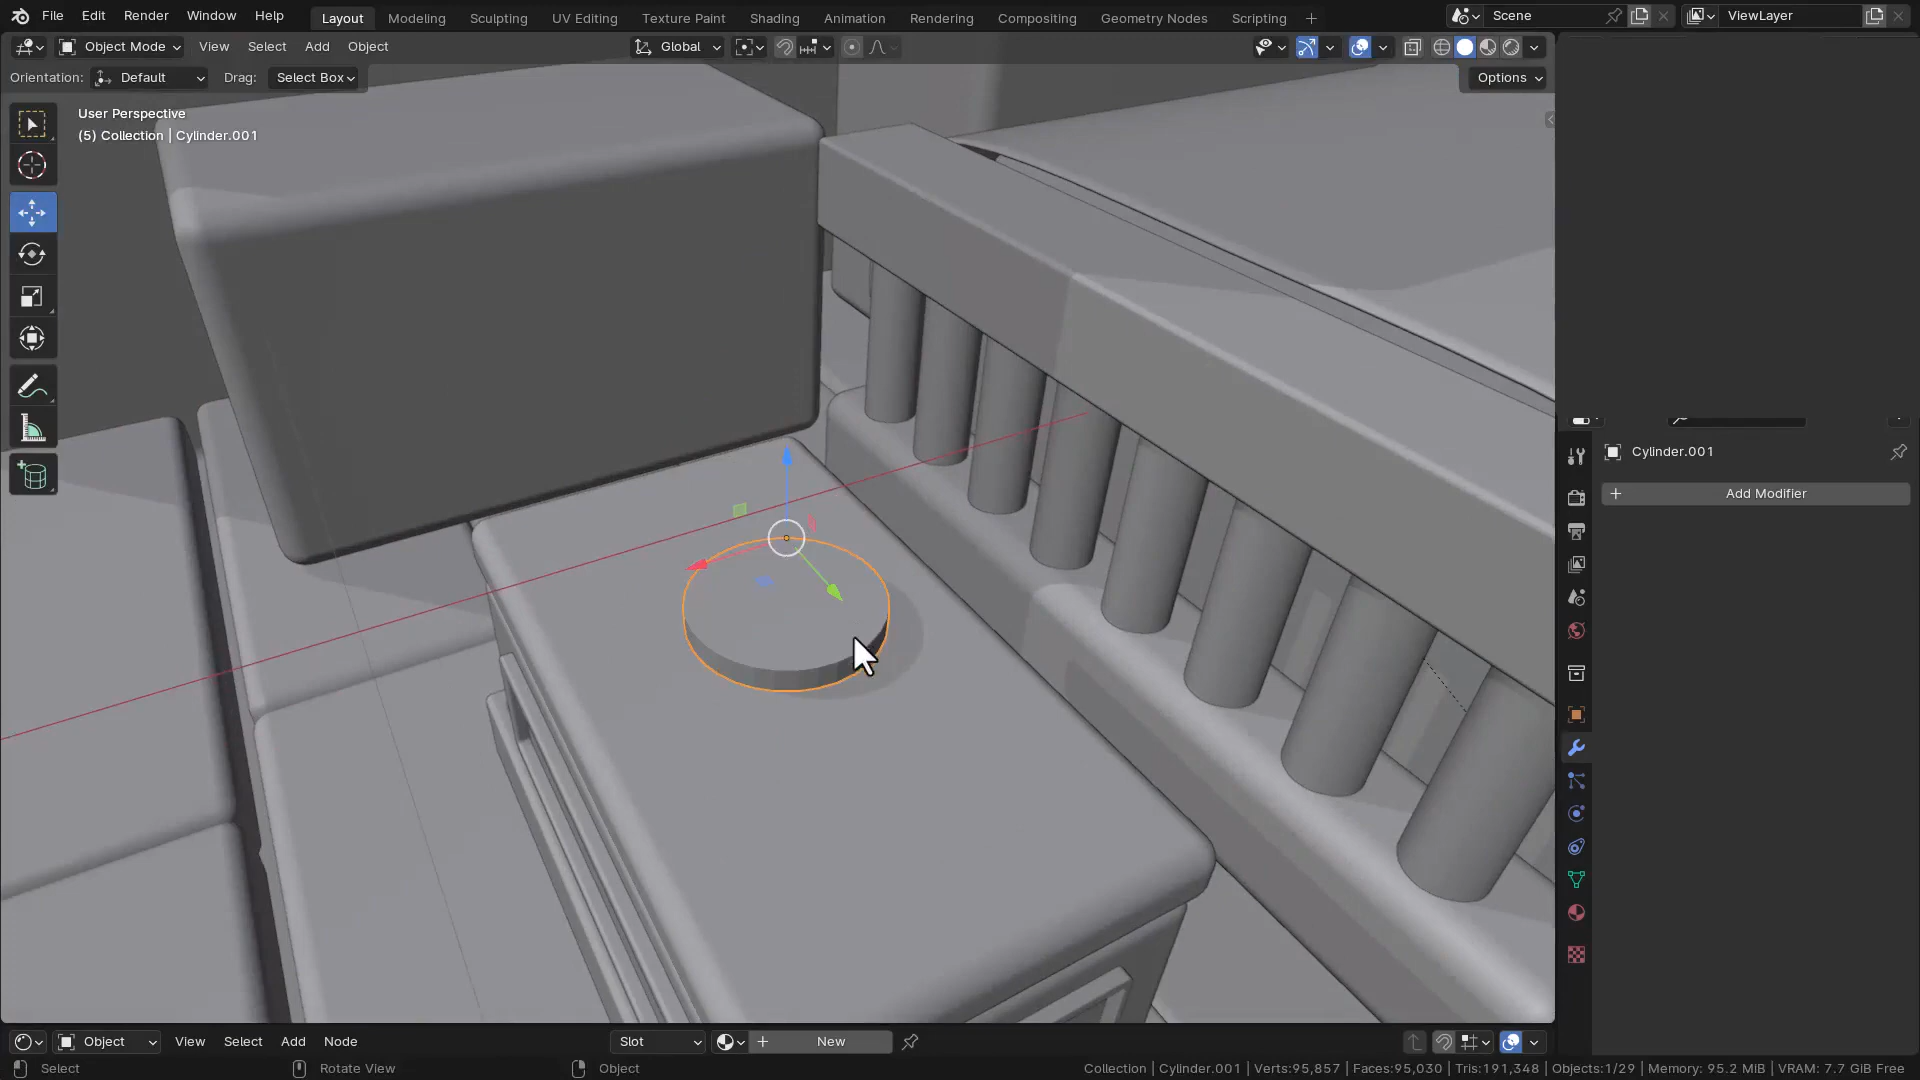 File Edit Render Window Help Layout Modeling Sculpting UV Editing Texture Paint Shading Animation Rendering Compositing Geometry Nodes Scripting + Scene ViewLayer
Object Mode View Select Add Object Global
Orientation: Default Drag: Select Box Options
User Perspective
(5) Collection | Cylinder.001
Cylinder.001
+ Add Modifier
Object View Select Add Node Slot + New
Select Rotate View Object Collection | Cylinder.001 | Verts:95,857 | Faces:95,030 | Tris:191,348 | Objects:1/29 | Memory: 95.2 MiB | VRAM: 7.7 GiB Free